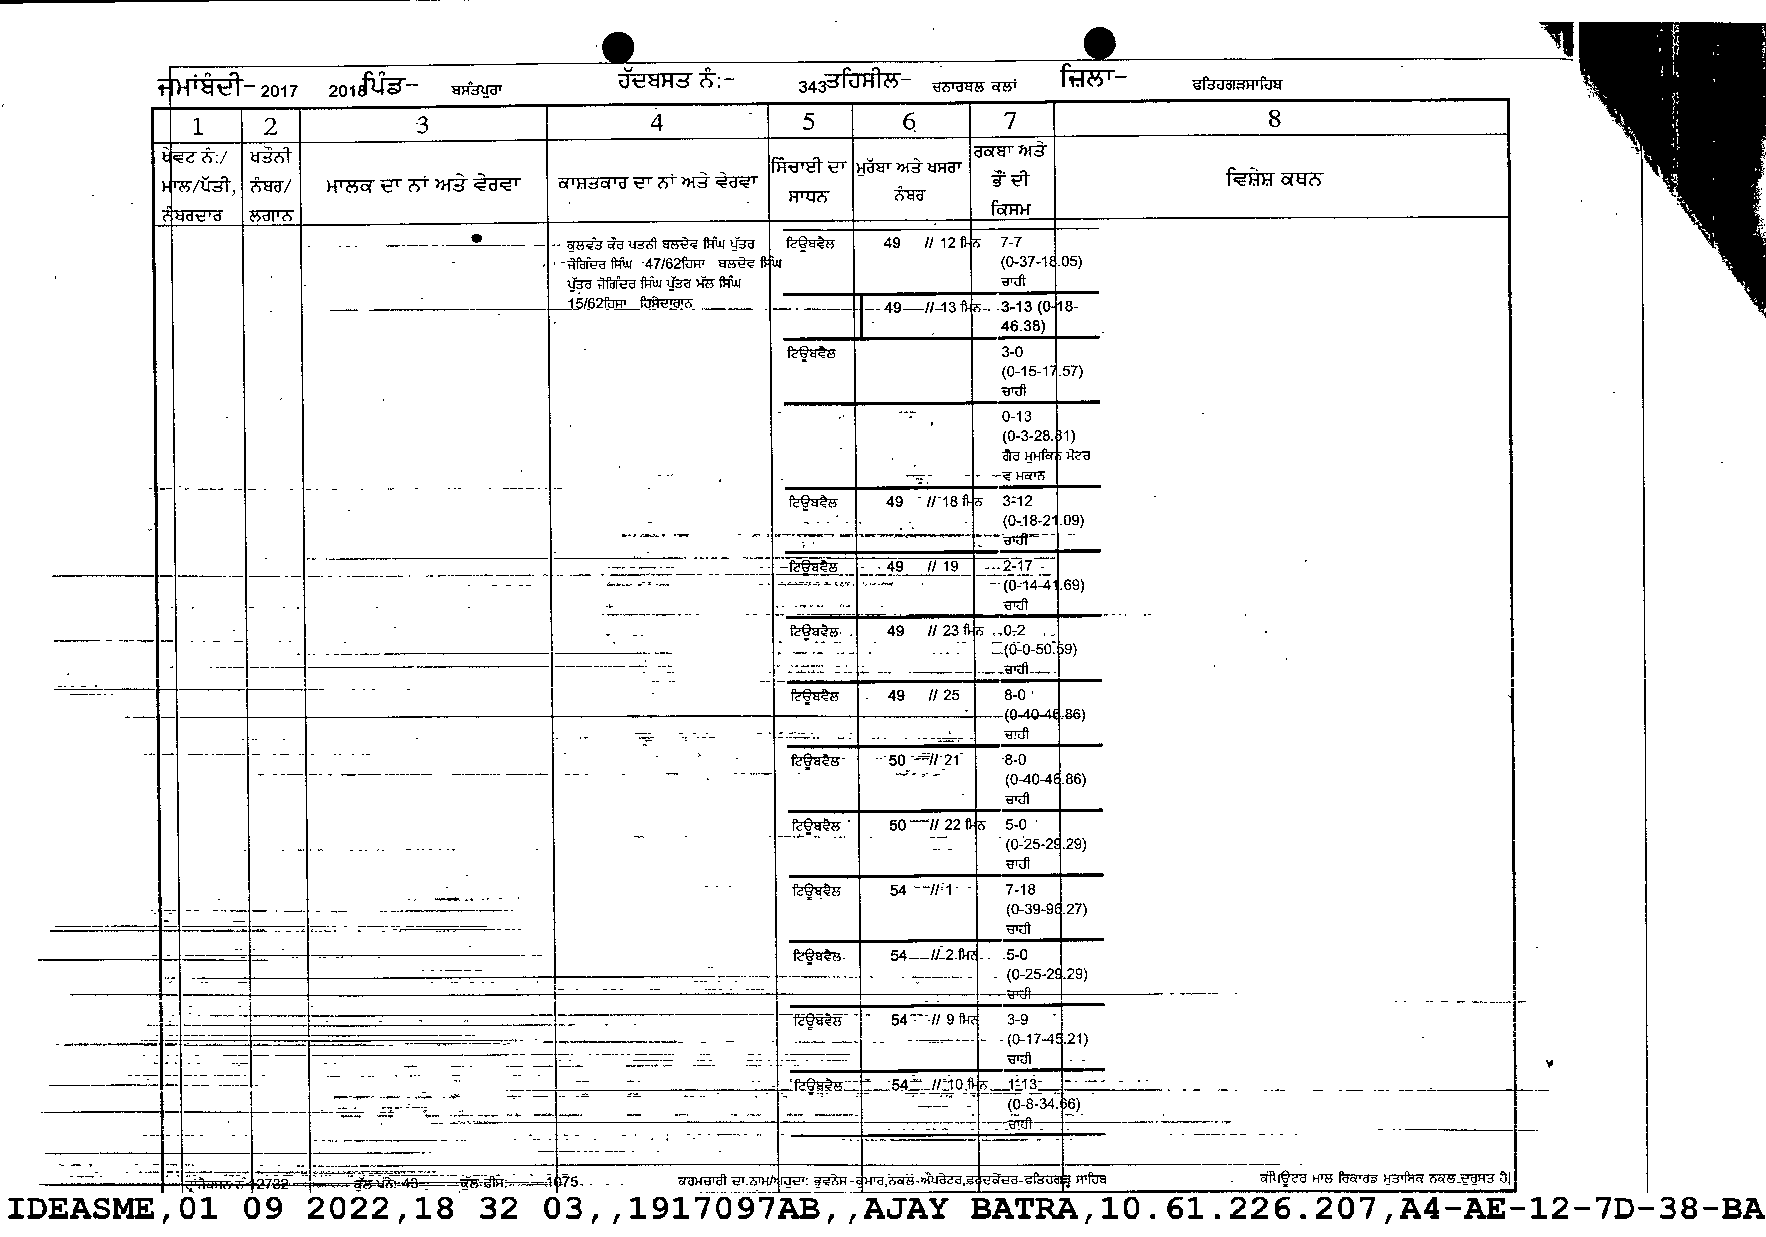 ਜਮਾਂਬੰਦੀ- 2017 2018 ਪਿੰਡ- ਬਸੰਤਪੁਰਾ ਹੱਦਬਸਤ ਨੰ:- 343 ਤਹਿਸੀਲ- ਚਨਾਰਥਲ ਕਲਾਂ ਜ਼ਿਲਾ- ਫਤਿਹਗੜਸਾਹਿਬ
1 2 3 4 5 6 7 8
ਖੇਵਟ ਨੰ:/ ਮਾਲ/ਪੱਤੀ, ਨੰਬਰਦਾਰ
ਖਤੌਨੀ ਨੰਬਰ/ ਲਗਾਨ
ਮਾਲਕ ਦਾ ਨਾਂ ਅਤੇ ਵੇਰਵਾ
ਕਾਸ਼ਤਕਾਰ ਦਾ ਨਾਂ ਅਤੇ ਵੇਰਵਾ
ਸਿੰਚਾਈ ਦਾ ਸਾਧਨ
ਮੁਰੱਬਾ ਅਤੇ ਖਸਰਾ ਨੰਬਰ
ਰਕਬਾ ਅਤੇ ਭੌਂ ਦੀ ਕਿਸਮ
ਵਿਸ਼ੇਸ਼ ਕਥਨ
ਕੁਲਵੰਤ ਕੌਰ ਪਤਨੀ ਬਲਦੇਵ ਸਿੰਘ ਪੁੱਤਰ
ਜੋਗਿੰਦਰ ਸਿੰਘ 47/62ਹਿਸਾ ਬਲਦੇਵ ਸਿੰਘ
ਪੁੱਤਰ ਜੋਗਿੰਦਰ ਸਿੰਘ ਪੁੱਤਰ ਮੱਲ ਸਿੰਘ
15/62ਹਿਸਾ ਹਿਸੇਦਾਰਾਨ
ਟਿਊਬਵੈਲ 49 // 12 ਮਿਨ 7-7
(0-37-18.05)
ਚਾਹੀ
49 // 13 ਮਿਨ 3-13 (0-18-
46.38)
ਟਿਊਬਵੈਲ 3-0
(0-15-17.57)
ਚਾਹੀ
0-13
(0-3-28.81)
ਗੈਰ ਮੁਮਕਿਨ ਮੋਟਰ
ਵ ਮਕਾਨ
ਟਿਊਬਵੈਲ 49 // 18 ਮਿਨ 3-12
(0-18-21.09)
ਚਾਹੀ
ਟਿਊਬਵੈਲ 49 // 19 2-17
(0-14-41.69)
ਚਾਹੀ
ਟਿਊਬਵੈਲ 49 // 23 ਮਿਨ 0-2
(0-0-50.59)
ਚਾਹੀ
ਟਿਊਬਵੈਲ 49 // 25 8-0
(0-40-46.86)
ਚਾਹੀ
ਟਿਊਬਵੈਲ 50 // 21 8-0
(0-40-46.86)
ਚਾਹੀ
ਟਿਊਬਵੈਲ 50 // 22 ਮਿਨ 5-0
(0-25-29.29)
ਚਾਹੀ
ਟਿਊਬਵੈਲ 54 // 1 7-18
(0-39-96.27)
ਚਾਹੀ
ਟਿਊਬਵੈਲ 54 // 2 ਮਿਨ 5-0
(0-25-29.29)
ਚਾਹੀ
ਟਿਊਬਵੈਲ 54 // 9 ਮਿਨ 3-9
(0-17-45.21)
ਚਾਹੀ
ਟਿਊਬਵੈਲ 54 // 10 ਮਿਨ 1-13
(0-8-34.66)
ਚਾਹੀ
ਕੁੱਲ ਫੀਸ: 1075 ਕਰਮਚਾਰੀ ਦਾ ਨਾਮ/ਅਹੁਦਾ: ਭੁਵਨੇਸ਼ ਕੁਮਾਰ,ਨਕਲ-ਔਪਰੇਟਰ,ਫ਼ਰਦਕੇਂਦਰ-ਫਤਿਹਗੜ੍ਹ ਸਾਹਿਬ ਕੰਪਿਊਟਰ ਮਾਲ ਰਿਕਾਰਡ ਮੁਤਾਬਿਕ ਨਕਲ ਦੁਰੁਸਤ ਹੈ|
IDEASME,01 09 2022,18 32 03,,1917097AB,,AJAY BATRA,10.61.226.207,A4-AE-12-7D-38-BA